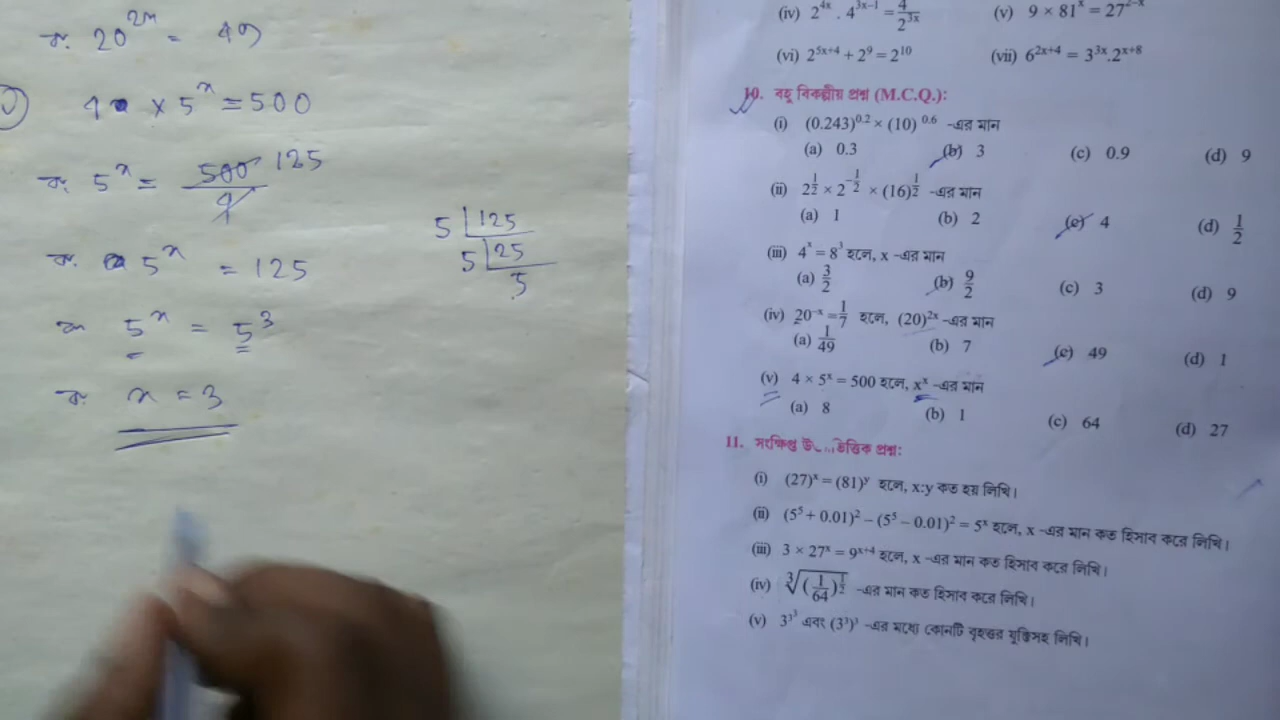 বা, 20^{2x} = 49
4 × 5^x = 500
বা, 5^x = 500/4 125
বা, 5^x = 125
বা, 5^x = 5^3
বা, x = 3
5 | 125
5 | 25
5
(iv) 2^{4x} . 4^{3x-1} = 4/2^{3x} (v) 9 × 81^x = 27^{2-x}
(vi) 2^{5x+4} + 2^9 = 2^{10} (vii) 6^{2x+4} = 3^{3x}.2^{x+8}
10. বহু বিকল্পীয় প্রশ্ন (M.C.Q.):
(i) (0.243)^{0.2} × (10)^{0.6} -এর মান
(a) 0.3 (b) 3 (c) 0.9 (d) 9
(ii) 2^{1/2} × 2^{-1/2} × (16)^{1/2} -এর মান
(a) 1 (b) 2 (c) 4 (d) 1/2
(iii) 4^x = 8^3 হলে, x -এর মান
(a) 3/2 (b) 9/2 (c) 3 (d) 9
(iv) 20^{-x} = 1/7 হলে, (20)^{2x} -এর মান
(a) 1/49 (b) 7 (c) 49 (d) 1
(v) 4 × 5^x = 500 হলে, x^x -এর মান
(a) 8 (b) 1 (c) 64 (d) 27
11. সংক্ষিপ্ত প্রশ্ন:
(i) (27)^x = (81)^y হলে, x:y কত হয় লিখি।
(ii) (5^5 + 0.01)^2 – (5^5 – 0.01)^2 = 5^x হলে, x -এর মান কত হিসাব করে লিখি।
(iii) 3 × 27^x = 9^{x+4} হলে, x -এর মান কত হিসাব করে লিখি।
(iv) ∛(1/64)^{1/2} -এর মান কত হিসাব করে লিখি।
(v) 3^{3^3} এবং (3^3)^3 -এর মধ্যে কোনটি বৃহত্তর যুক্তিসহ লিখি।